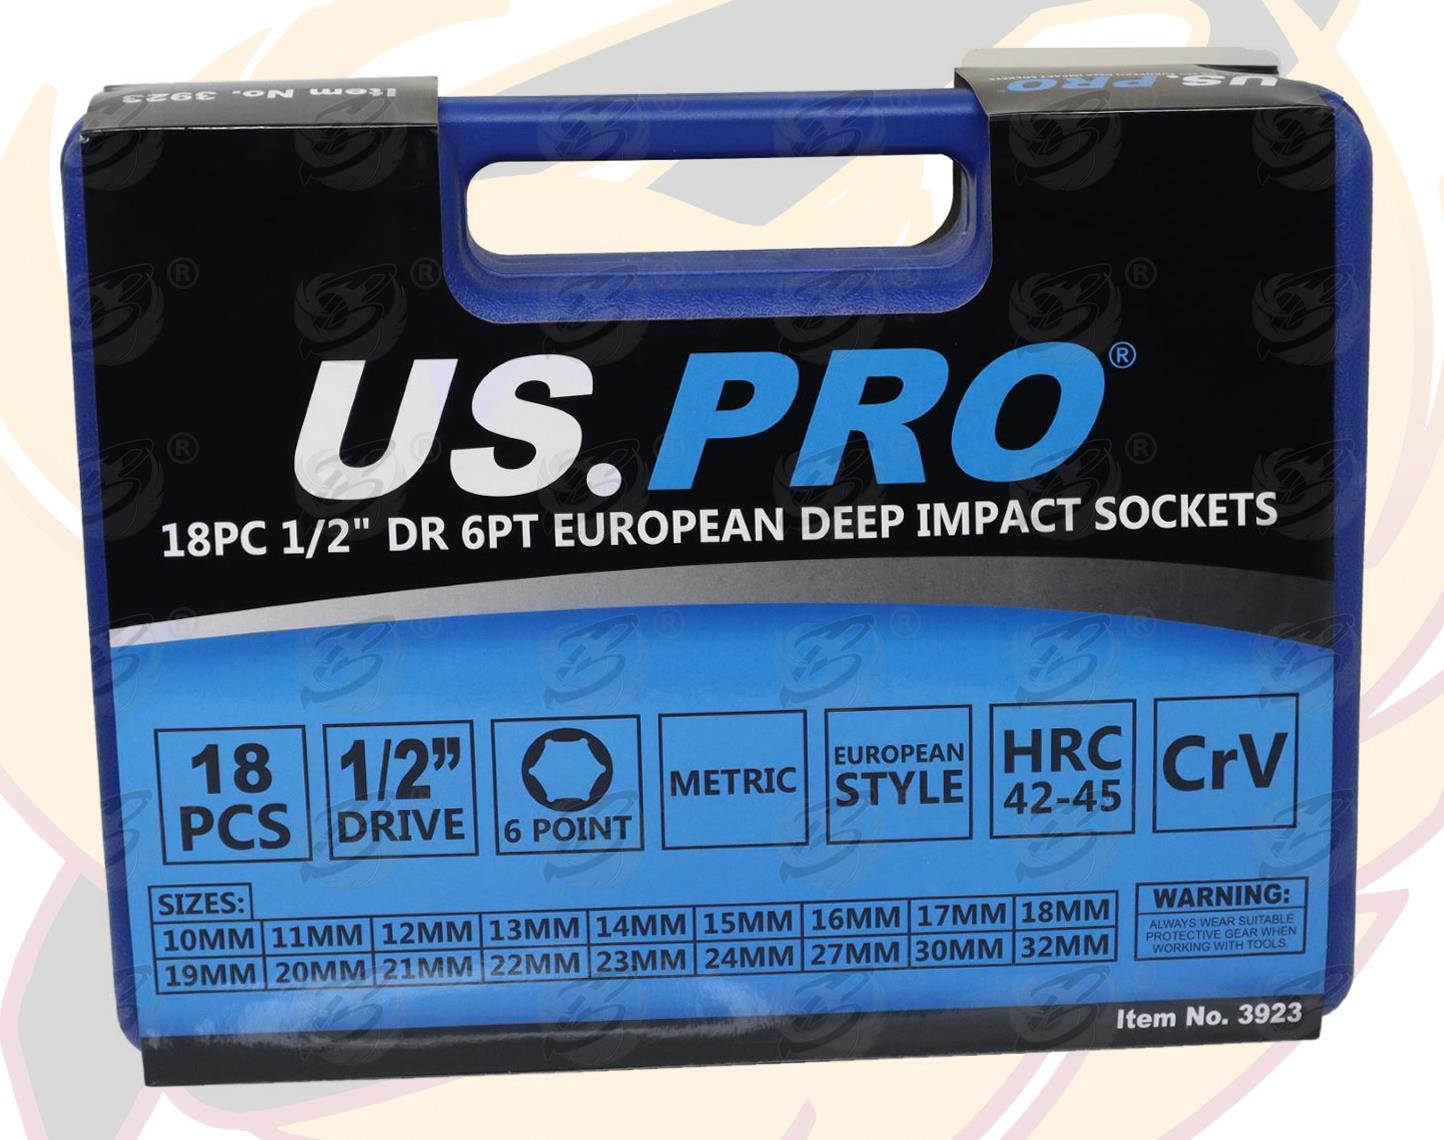 Item No. 3923
US.PRO
US.PRO®
18PC 1/2" DR 6PT EUROPEAN DEEP IMPACT SOCKETS
18 PCS
1/2” DRIVE
6 POINT
METRIC
EUROPEAN STYLE
HRC 42-45
CrV
SIZES:
10MM 11MM 12MM 13MM 14MM 15MM 16MM 17MM 18MM
19MM 20MM 21MM 22MM 23MM 24MM 27MM 30MM 32MM
WARNING:
ALWAYS WEAR SUITABLE
PROTECTIVE GEAR WHEN
WORKING WITH TOOLS.
Item No. 3923